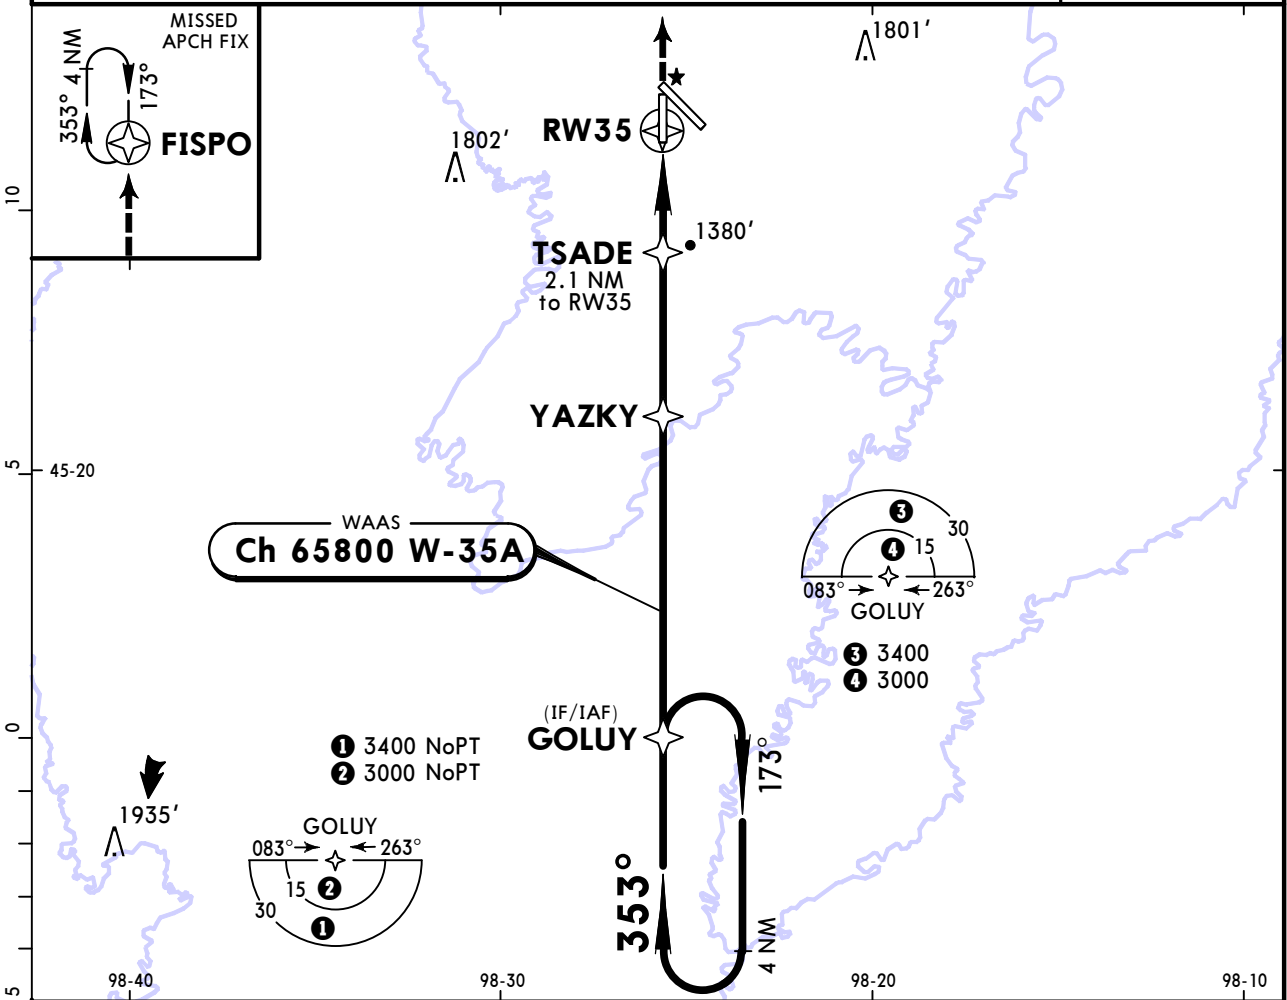 MISSED
APCH FIX
4 NM
353°
173°
FISPO
1801'
1802'
RW35
10
1380'
TSADE
2.1 NM
to RW35
YAZKY
5
45-20
WAAS
Ch 65800 W-35A
3
30
4
15
083°
263°
GOLUY
3 3400
4 3000
(IF/IAF)
GOLUY
0
1 3400 NoPT
2 3000 NoPT
173°
1935'
GOLUY
083°
263°
15
2
30
1
353°
4 NM
5
98-40
98-30
98-20
98-10